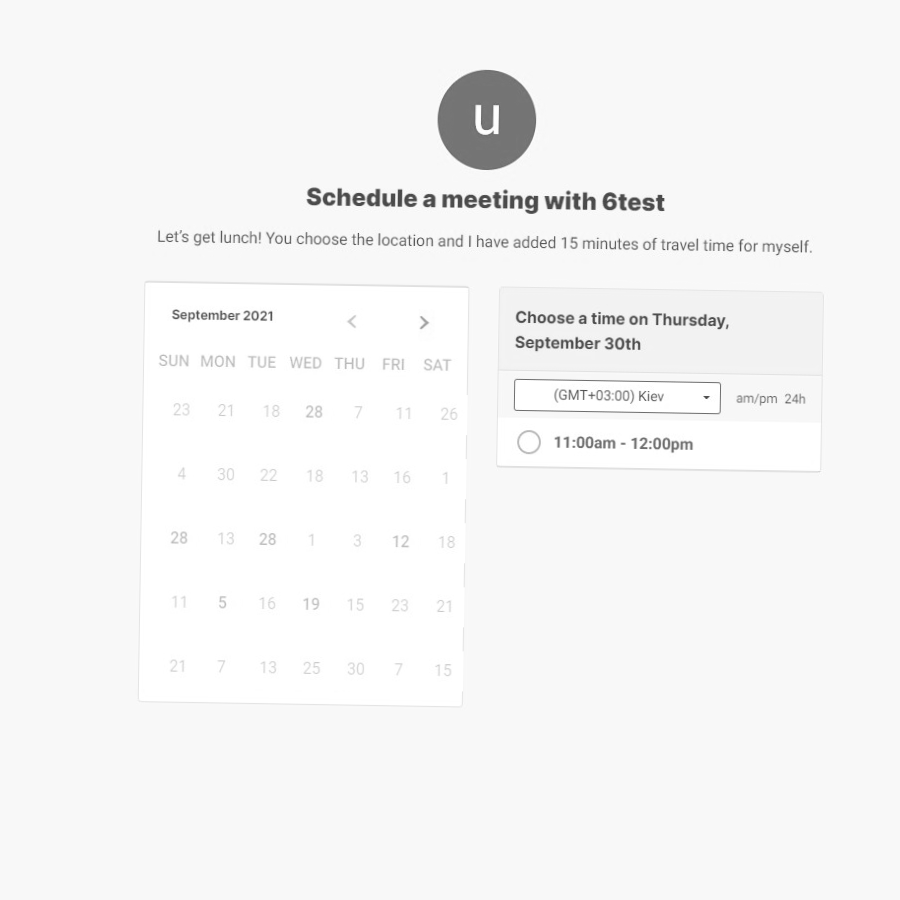 u
Schedule a meeting with 6test
Let's get lunch! You choose the location and I have added 15 minutes of travel time for myself.
September 2021
SUN MON TUE WED THU FRI SAT
23 21 18 28 7 11 26
4 30 22 18 13 16 1
28 13 28 1 3 12 18
11 5 16 19 15 23 21
21 7 13 25 30 7 15
Choose a time on Thursday,
September 30th
(GMT+03:00) Kiev am/pm 24h
11:00am - 12:00pm